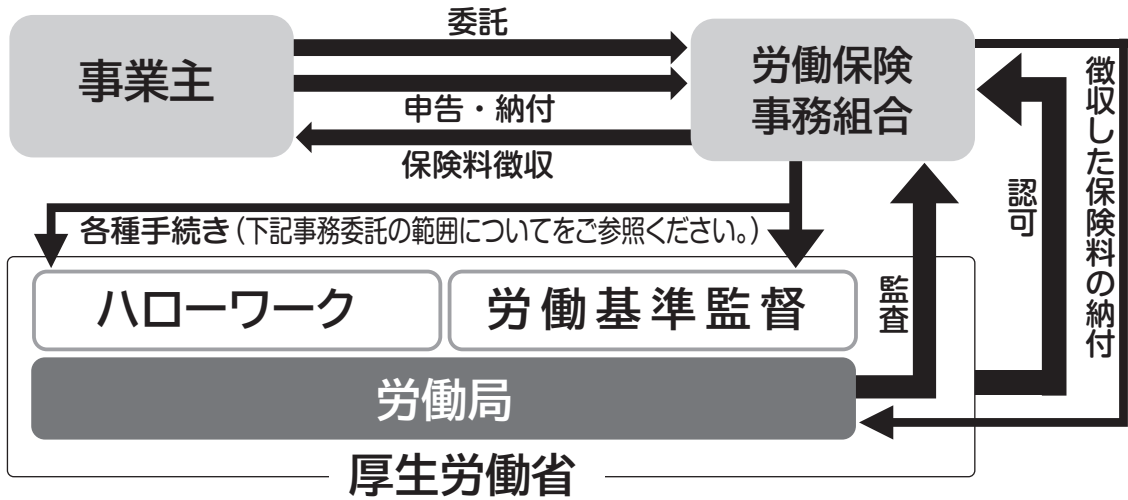 委託
事業主
労働保険
事務組合
申告・納付
保険料徴収
徴収した保険料の納付
認可
各種手続き(下記事務委託の範囲についてをご参照ください。)
監査
ハローワーク
労働基準監督
労働局
厚生労働省